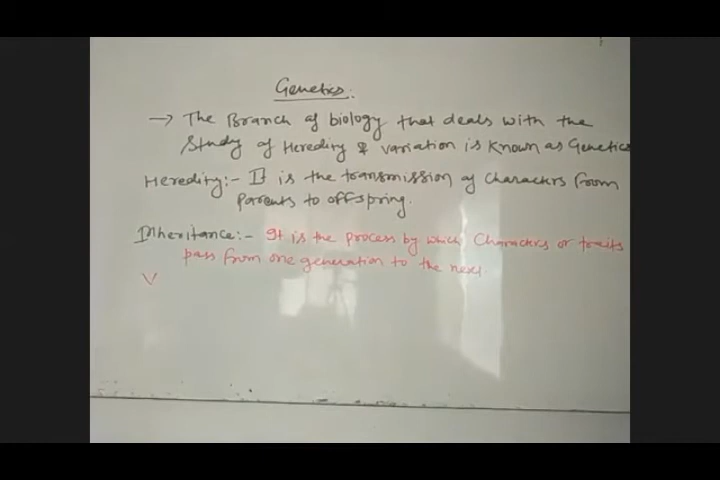 Genetics:
→ The Branch of biology that deals with the
Study of Heredity & variation is known as Genetics
Heredity:- It is the transmission of characters from
parents to offspring.
Inheritance:- It is the process by which characters or traits
pass from one generation to the next.
V